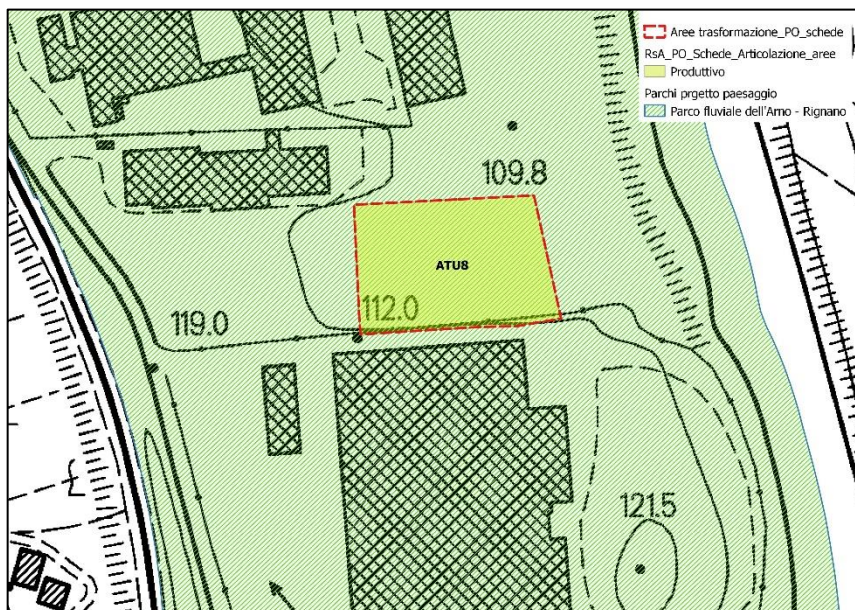 Aree trasformazione_PO_schede
RsA_PO_Schede_Articolazione_aree
Produttivo
Parchi prgetto paesaggio
Parco fluviale dell'Arno - Rignano
109.8
ATU8
112.0
119.0
121.5